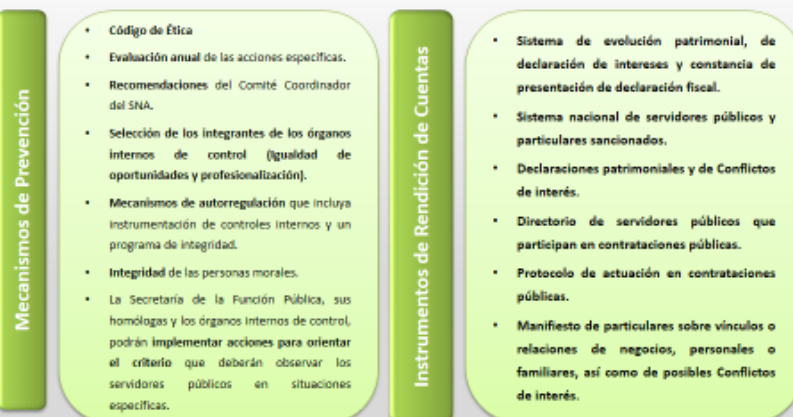 Mecanismos de Prevención
• Código de Ética
• Evaluación anual de las acciones específicas.
• Recomendaciones del Comité Coordinador
del SNA.
• Selección de los integrantes de los órganos
internos de control (Igualdad de
oportunidades y profesionalización).
• Mecanismos de autorregulación que incluya
instrumentación de controles internos y un
programa de integridad.
• Integridad de las personas morales.
• La Secretaría de la Función Pública, sus
homólogas y los órganos internos de control,
podrán implementar acciones para orientar
el criterio que deberán observar los
servidores públicos en situaciones
específicas.
Instrumentos de Rendición de Cuentas
• Sistema de evolución patrimonial, de
declaración de intereses y constancia de
presentación de declaración fiscal.
• Sistema nacional de servidores públicos y
particulares sancionados.
• Declaraciones patrimoniales y de Conflictos
de interés.
• Directorio de servidores públicos que
participan en contrataciones públicas.
• Protocolo de actuación en contrataciones
públicas.
• Manifiesto de particulares sobre vínculos o
relaciones de negocios, personales o
familiares, así como de posibles Conflictos
de interés.